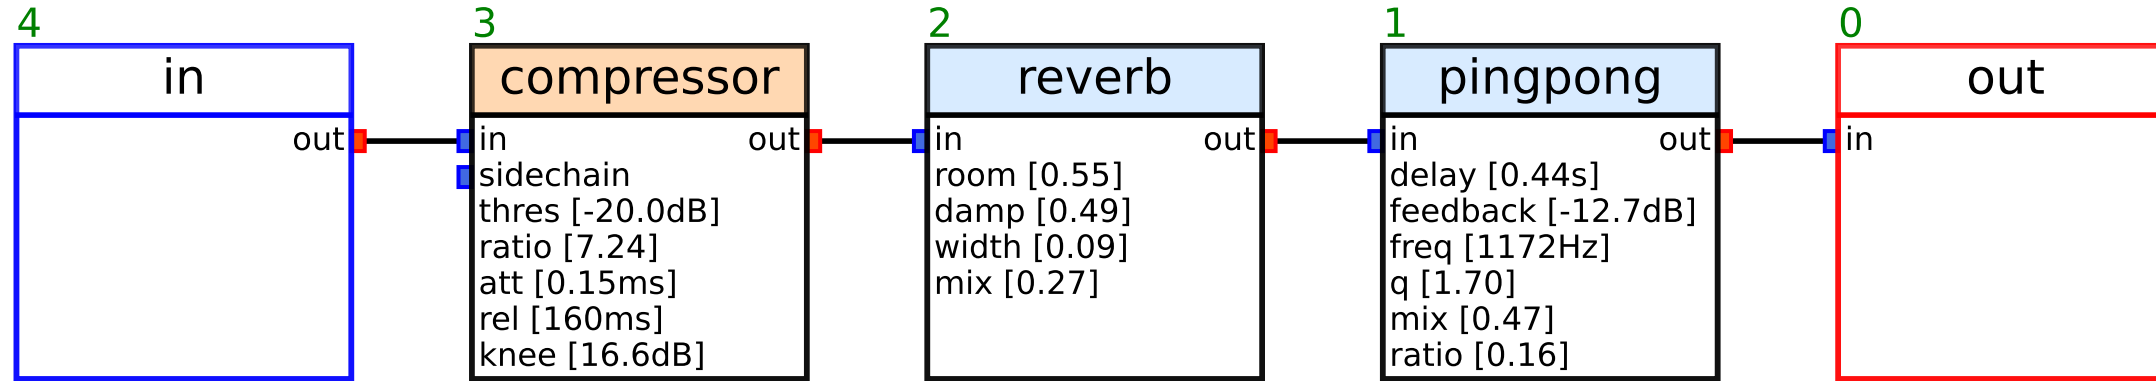 4
in
out
3
compressor
in out
sidechain
thres [-20.0dB]
ratio [7.24]
att [0.15ms]
rel [160ms]
knee [16.6dB]
2
reverb
in out
room [0.55]
damp [0.49]
width [0.09]
mix [0.27]
1
pingpong
in out
delay [0.44s]
feedback [-12.7dB]
freq [1172Hz]
q [1.70]
mix [0.47]
ratio [0.16]
0
out
in